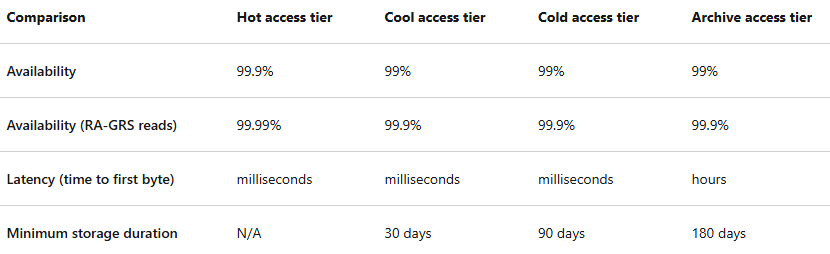 Comparison Hot access tier Cool access tier Cold access tier Archive access tier
Availability 99.9% 99% 99% 99%
Availability (RA-GRS reads) 99.99% 99.9% 99.9% 99.9%
Latency (time to first byte) milliseconds milliseconds milliseconds hours
Minimum storage duration N/A 30 days 90 days 180 days